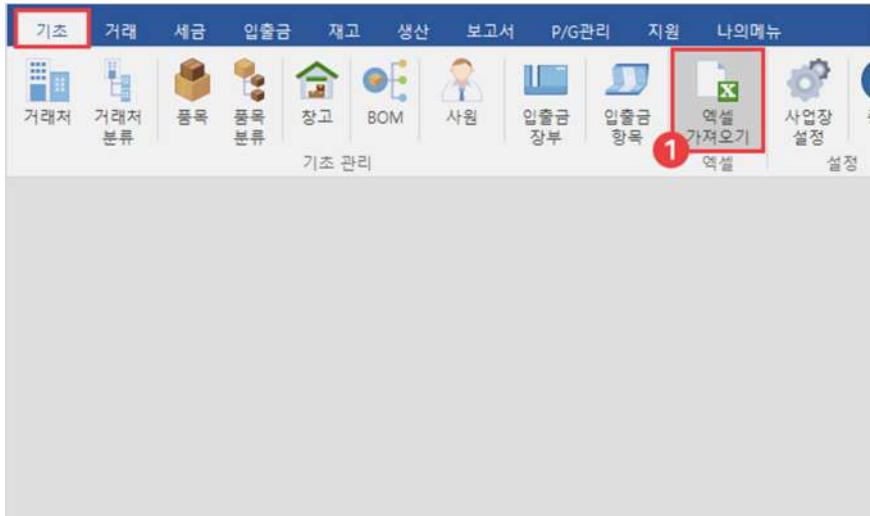 기초 거래 세금 입출금 재고 생산 보고서 P/G관리 지원 나의메뉴
거래처 거래처 품목 품목 창고 BOM 사원 입출금 입출금 엑셀 사업장
분류 분류 장부 항목 가져오기 설정
1
기초 관리 엑셀 설정